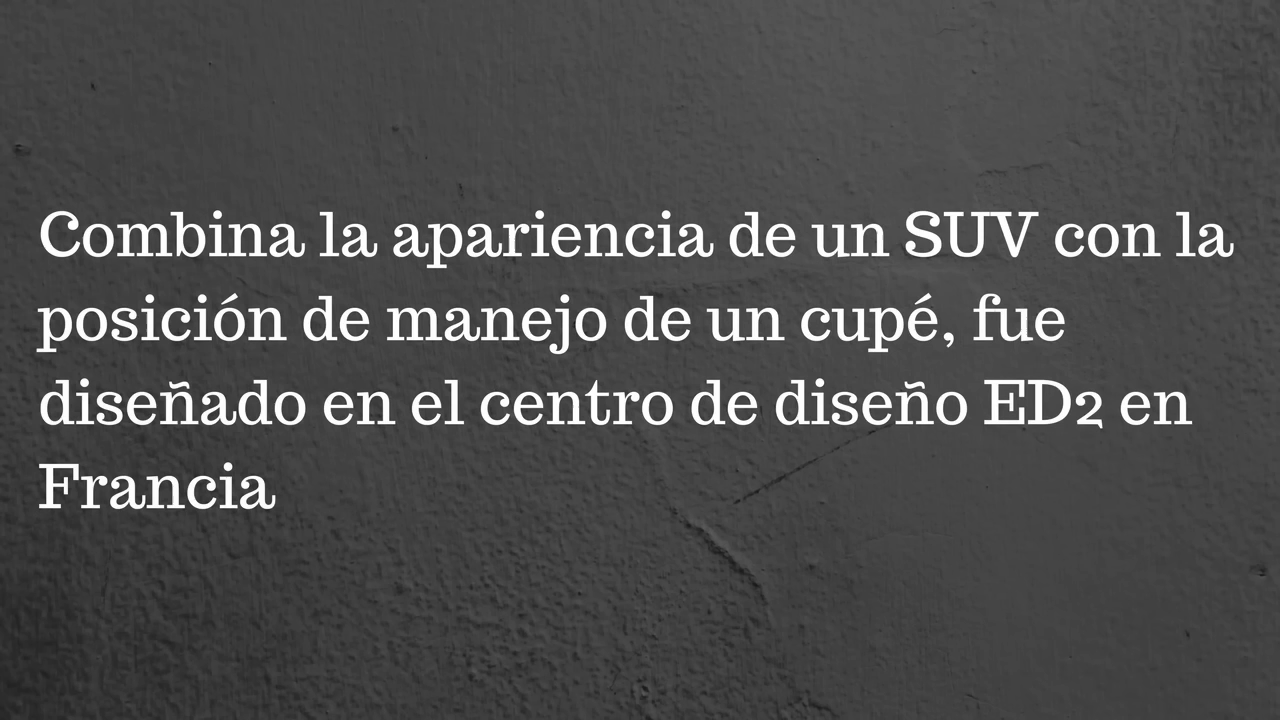 Combina la apariencia de un SUV con la
posición de manejo de un cupé, fue
diseñado en el centro de diseño ED2 en
Francia